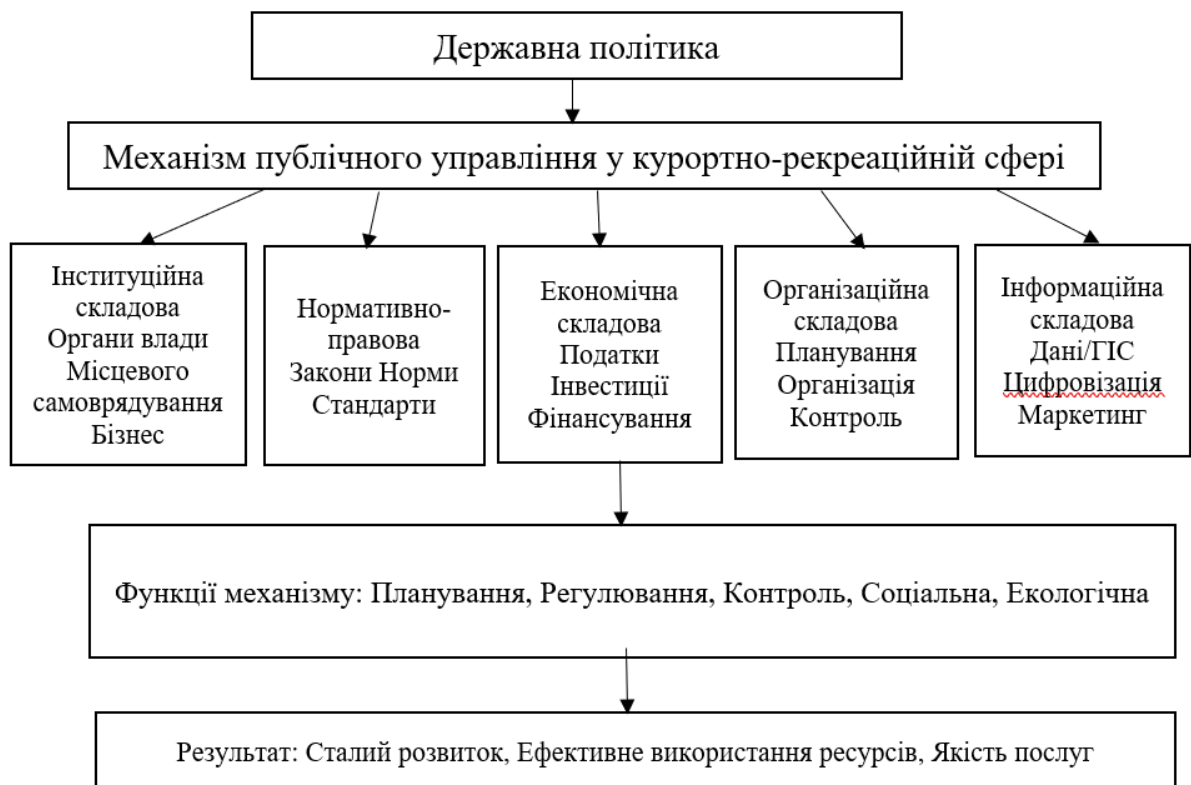 Державна політика
Механізм публічного управління у курортно-рекреаційній сфері
Інституційна
складова
Органи влади
Місцевого
самоврядування
Бізнес
Нормативно-
правова
Закони Норми
Стандарти
Економічна
складова
Податки
Інвестиції
Фінансування
Організаційна
складова
Планування
Організація
Контроль
Інформаційна
складова
Дані/ГІС
Цифровізація
Маркетинг
Функції механізму: Планування, Регулювання, Контроль, Соціальна, Екологічна
Результат: Сталий розвиток, Ефективне використання ресурсів, Якість послуг